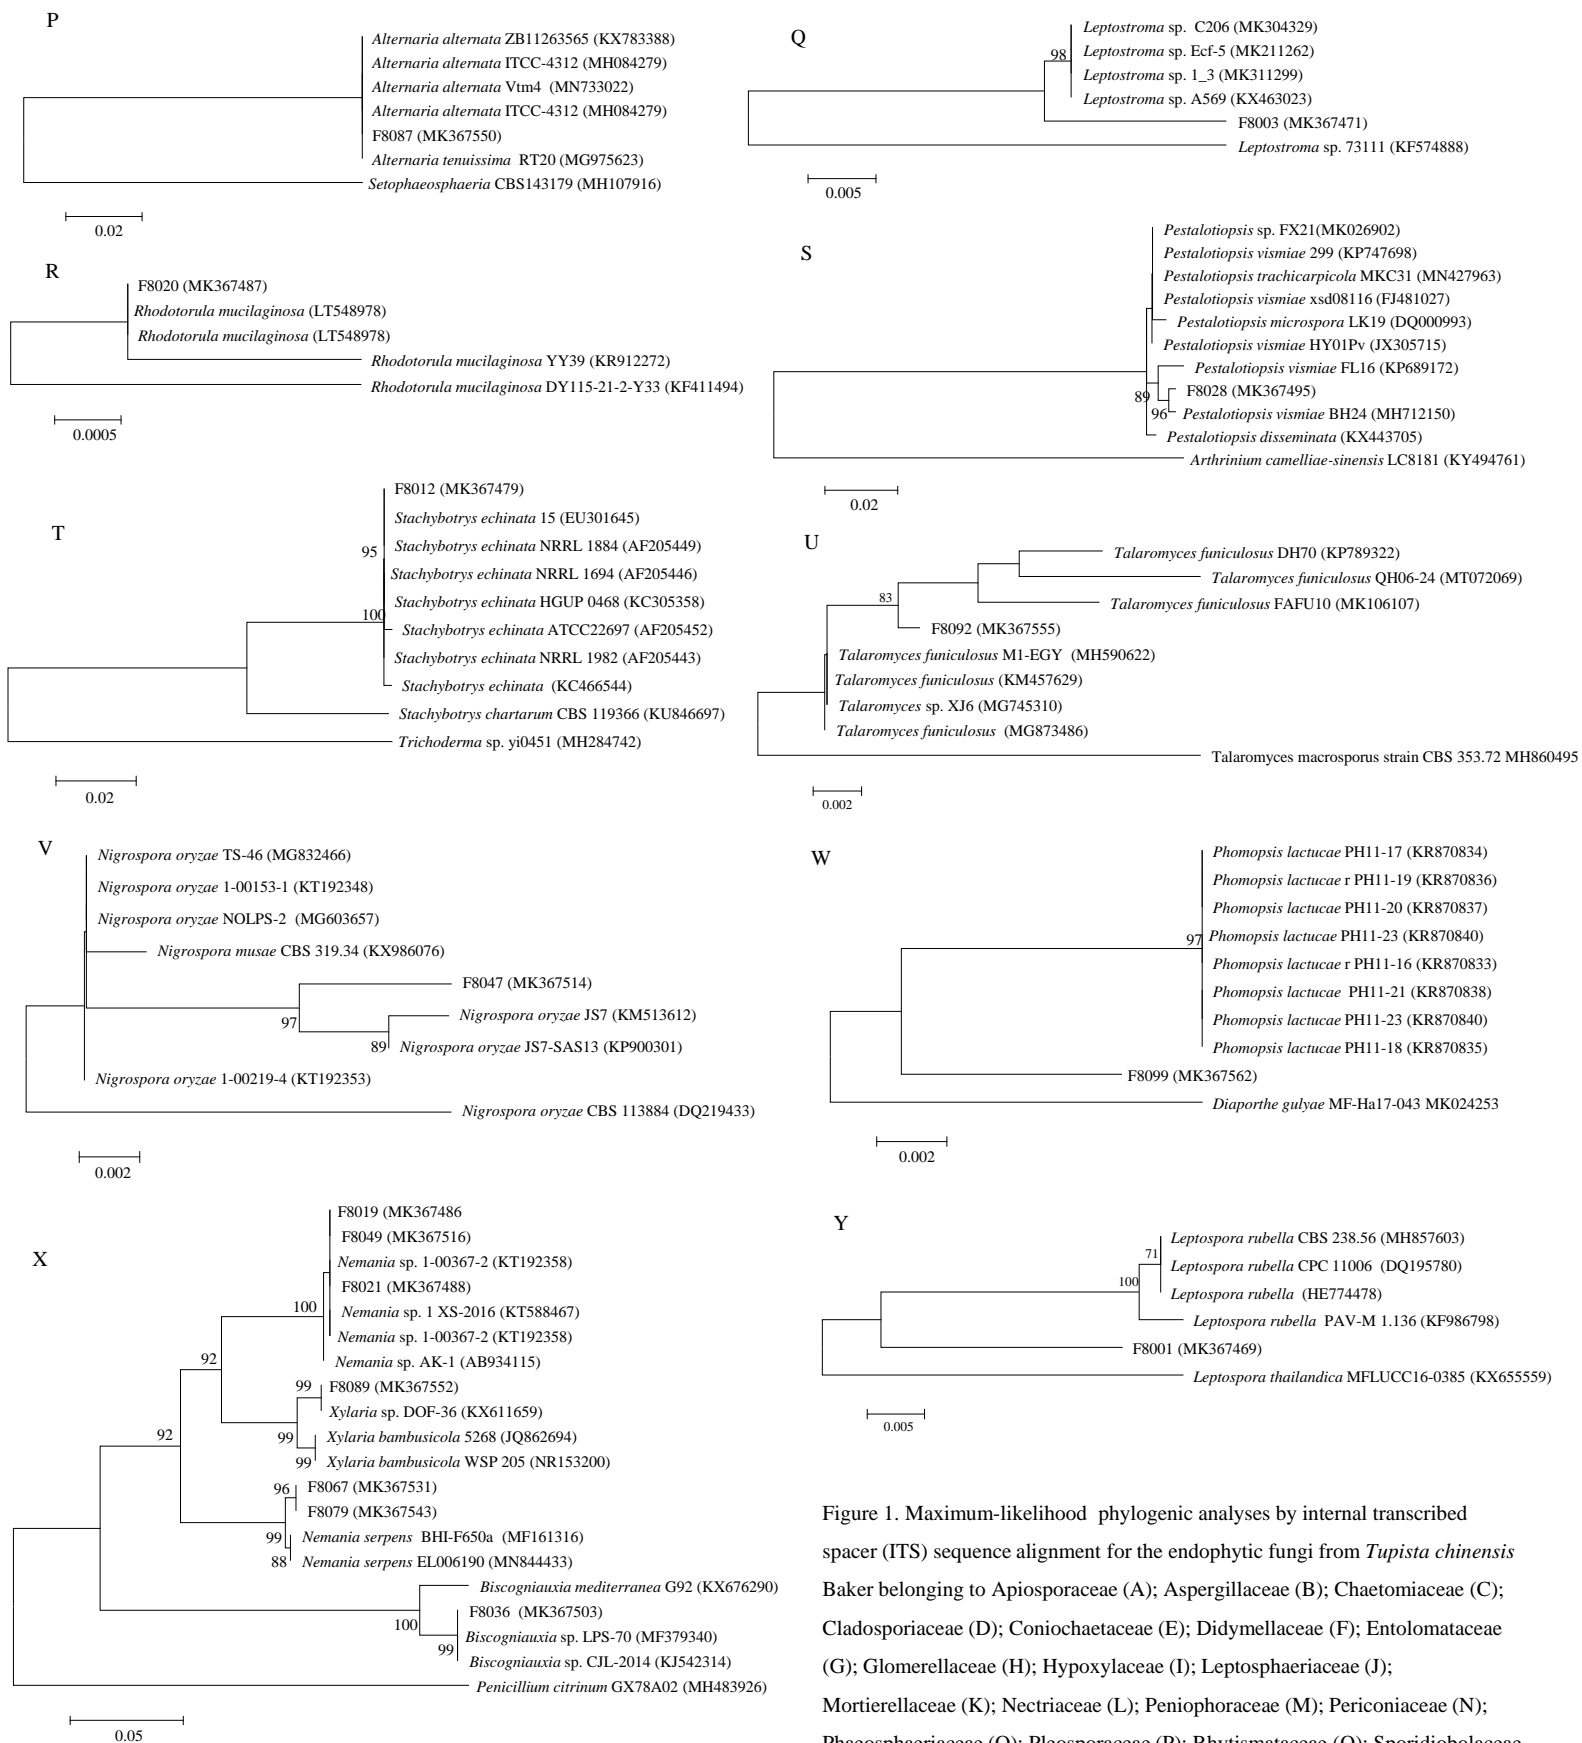 P
Alternaria alternata ZB11263565 (KX783388)
Alternaria alternata ITCC-4312 (MH084279)
Alternaria alternata Vtm4 (MN733022)
Alternaria alternata ITCC-4312 (MH084279)
F8087 (MK367550)
Alternaria tenuissima RT20 (MG975623)
Setophaeosphaeria CBS143179 (MH107916)
0.02
Q
Leptostroma sp. C206 (MK304329)
Leptostroma sp. Ecf-5 (MK211262)
Leptostroma sp. 1_3 (MK311299)
Leptostroma sp. A569 (KX463023)
F8003 (MK367471)
Leptostroma sp. 73111 (KF574888)
98
0.005
R
F8020 (MK367487)
Rhodotorula mucilaginosa (LT548978)
Rhodotorula mucilaginosa (LT548978)
Rhodotorula mucilaginosa YY39 (KR912272)
Rhodotorula mucilaginosa DY115-21-2-Y33 (KF411494)
0.0005
S
Pestalotiopsis sp. FX21(MK026902)
Pestalotiopsis vismiae 299 (KP747698)
Pestalotiopsis trachicarpicola MKC31 (MN427963)
Pestalotiopsis vismiae xsd08116 (FJ481027)
Pestalotiopsis microspora LK19 (DQ000993)
Pestalotiopsis vismiae HY01Pv (JX305715)
Pestalotiopsis vismiae FL16 (KP689172)
F8028 (MK367495)
Pestalotiopsis vismiae BH24 (MH712150)
Pestalotiopsis disseminata (KX443705)
Arthrinium camelliae-sinensis LC8181 (KY494761)
89
96
0.02
T
F8012 (MK367479)
Stachybotrys echinata 15 (EU301645)
Stachybotrys echinata NRRL 1884 (AF205449)
Stachybotrys echinata NRRL 1694 (AF205446)
Stachybotrys echinata HGUP 0468 (KC305358)
Stachybotrys echinata ATCC22697 (AF205452)
Stachybotrys echinata NRRL 1982 (AF205443)
Stachybotrys echinata (KC466544)
Stachybotrys chartarum CBS 119366 (KU846697)
Trichoderma sp. yi0451 (MH284742)
95
100
0.02
U
Talaromyces funiculosus DH70 (KP789322)
Talaromyces funiculosus QH06-24 (MT072069)
Talaromyces funiculosus FAFU10 (MK106107)
F8092 (MK367555)
Talaromyces funiculosus M1-EGY (MH590622)
Talaromyces funiculosus (KM457629)
Talaromyces sp. XJ6 (MG745310)
Talaromyces funiculosus (MG873486)
Talaromyces macrosporus strain CBS 353.72 MH860495
83
0.002
V
Nigrospora oryzae TS-46 (MG832466)
Nigrospora oryzae 1-00153-1 (KT192348)
Nigrospora oryzae NOLPS-2 (MG603657)
Nigrospora musae CBS 319.34 (KX986076)
F8047 (MK367514)
Nigrospora oryzae JS7 (KM513612)
Nigrospora oryzae JS7-SAS13 (KP900301)
Nigrospora oryzae 1-00219-4 (KT192353)
Nigrospora oryzae CBS 113884 (DQ219433)
97
89
0.002
W
Phomopsis lactucae PH11-17 (KR870834)
Phomopsis lactucae r PH11-19 (KR870836)
Phomopsis lactucae PH11-20 (KR870837)
Phomopsis lactucae PH11-23 (KR870840)
Phomopsis lactucae r PH11-16 (KR870833)
Phomopsis lactucae PH11-21 (KR870838)
Phomopsis lactucae PH11-23 (KR870840)
Phomopsis lactucae PH11-18 (KR870835)
F8099 (MK367562)
Diaporthe gulyae MF-Ha17-043 MK024253
97
0.002
X
F8019 (MK367486
F8049 (MK367516)
Nemania sp. 1-00367-2 (KT192358)
F8021 (MK367488)
Nemania sp. 1 XS-2016 (KT588467)
Nemania sp. 1-00367-2 (KT192358)
Nemania sp. AK-1 (AB934115)
F8089 (MK367552)
Xylaria sp. DOF-36 (KX611659)
Xylaria bambusicola 5268 (JQ862694)
Xylaria bambusicola WSP 205 (NR153200)
F8067 (MK367531)
F8079 (MK367543)
Nemania serpens BHI-F650a (MF161316)
Nemania serpens EL006190 (MN844433)
Biscogniauxia mediterranea G92 (KX676290)
F8036 (MK367503)
Biscogniauxia sp. LPS-70 (MF379340)
Biscogniauxia sp. CJL-2014 (KJ542314)
Penicillium citrinum GX78A02 (MH483926)
100
92
99
99
99
92
96
99
88
100
99
0.05
Y
Leptospora rubella CBS 238.56 (MH857603)
Leptospora rubella CPC 11006 (DQ195780)
Leptospora rubella (HE774478)
Leptospora rubella PAV-M 1.136 (KF986798)
F8001 (MK367469)
Leptospora thailandica MFLUCC16-0385 (KX655559)
71
100
0.005
Figure 1. Maximum-likelihood phylogenic analyses by internal transcribed
spacer (ITS) sequence alignment for the endophytic fungi from Tupista chinensis
Baker belonging to Apiosporaceae (A); Aspergillaceae (B); Chaetomiaceae (C);
Cladosporiaceae (D); Coniochaetaceae (E); Didymellaceae (F); Entolomataceae
(G); Glomerellaceae (H); Hypoxylaceae (I); Leptosphaeriaceae (J);
Mortierellaceae (K); Nectriaceae (L); Peniophoraceae (M); Periconiaceae (N);
Phaeosphaeriaceae (O); Pleosporaceae (P); Rhytismataceae (Q); Sporidiobolaceae